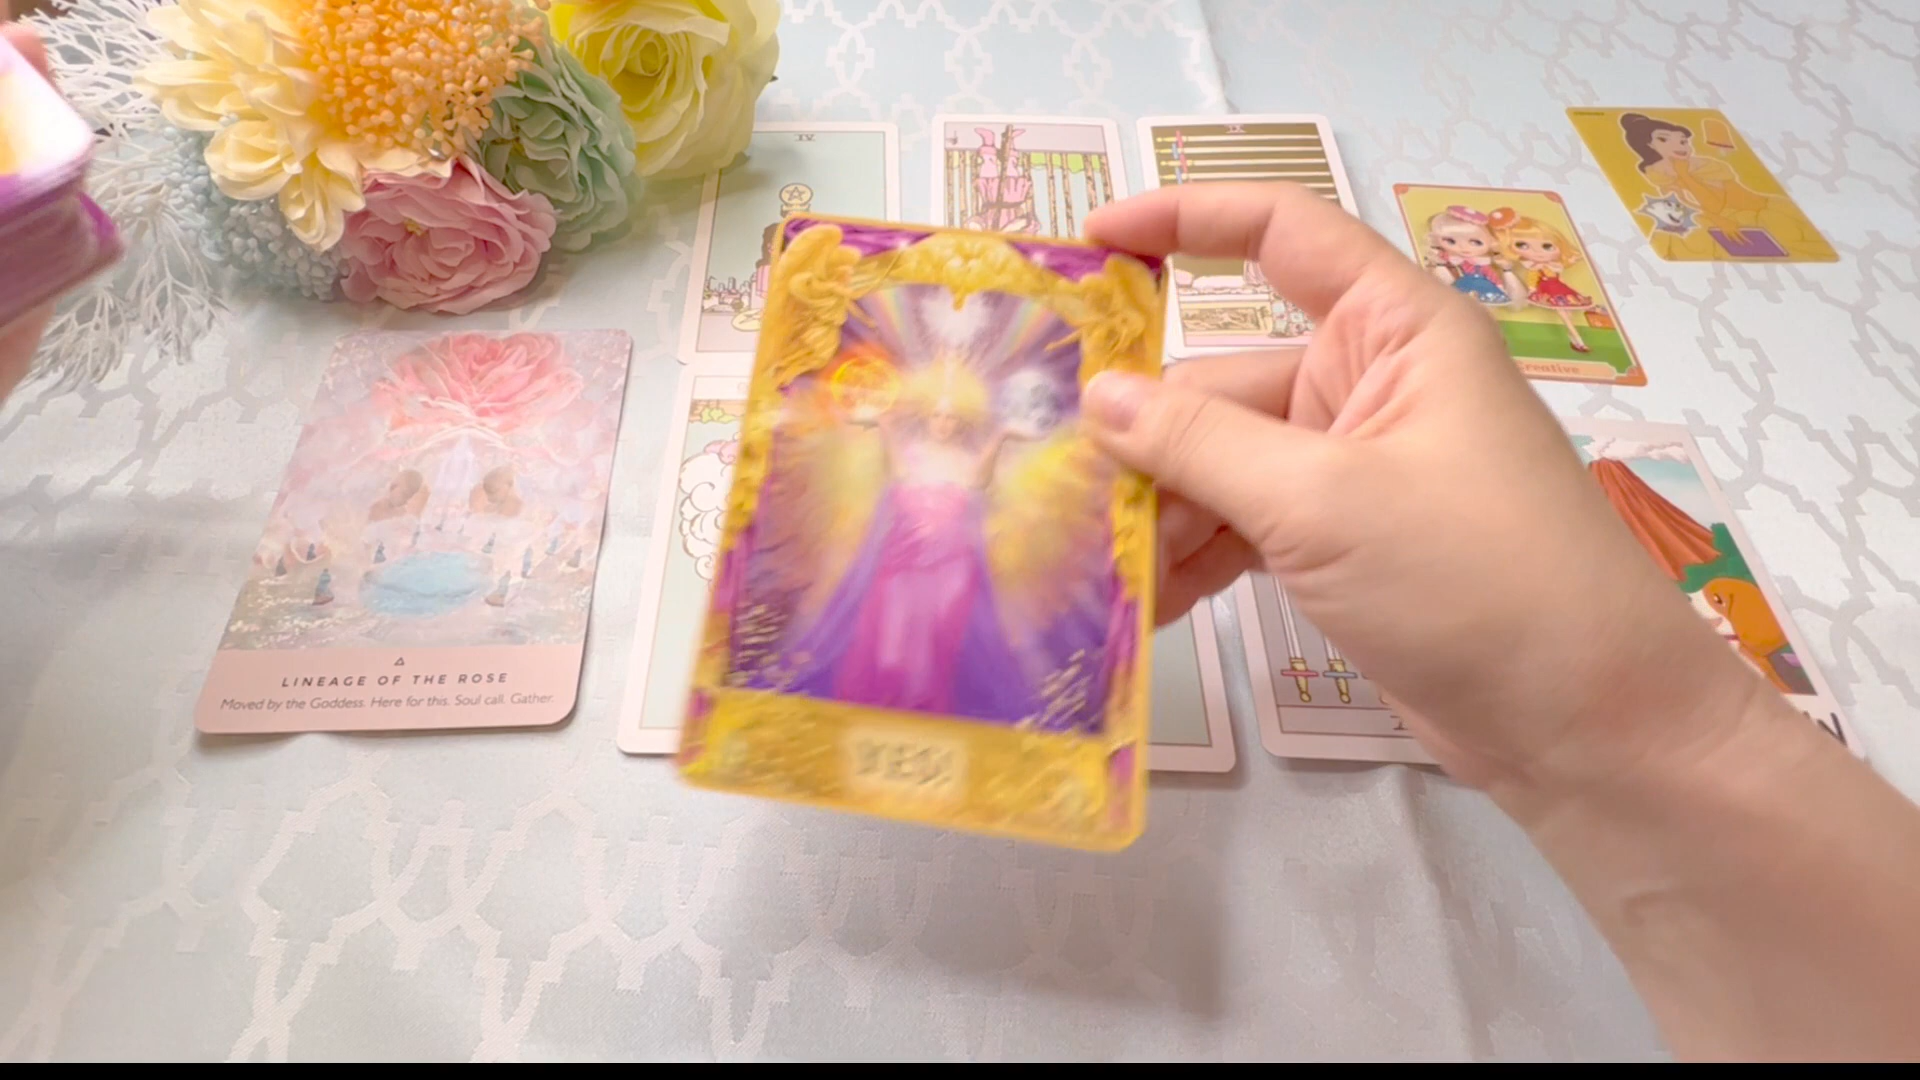 IV
LINEAGE OF THE ROSE
Moved by the Goddess. Here for this. Soul call. Gather.
YES!
Creative